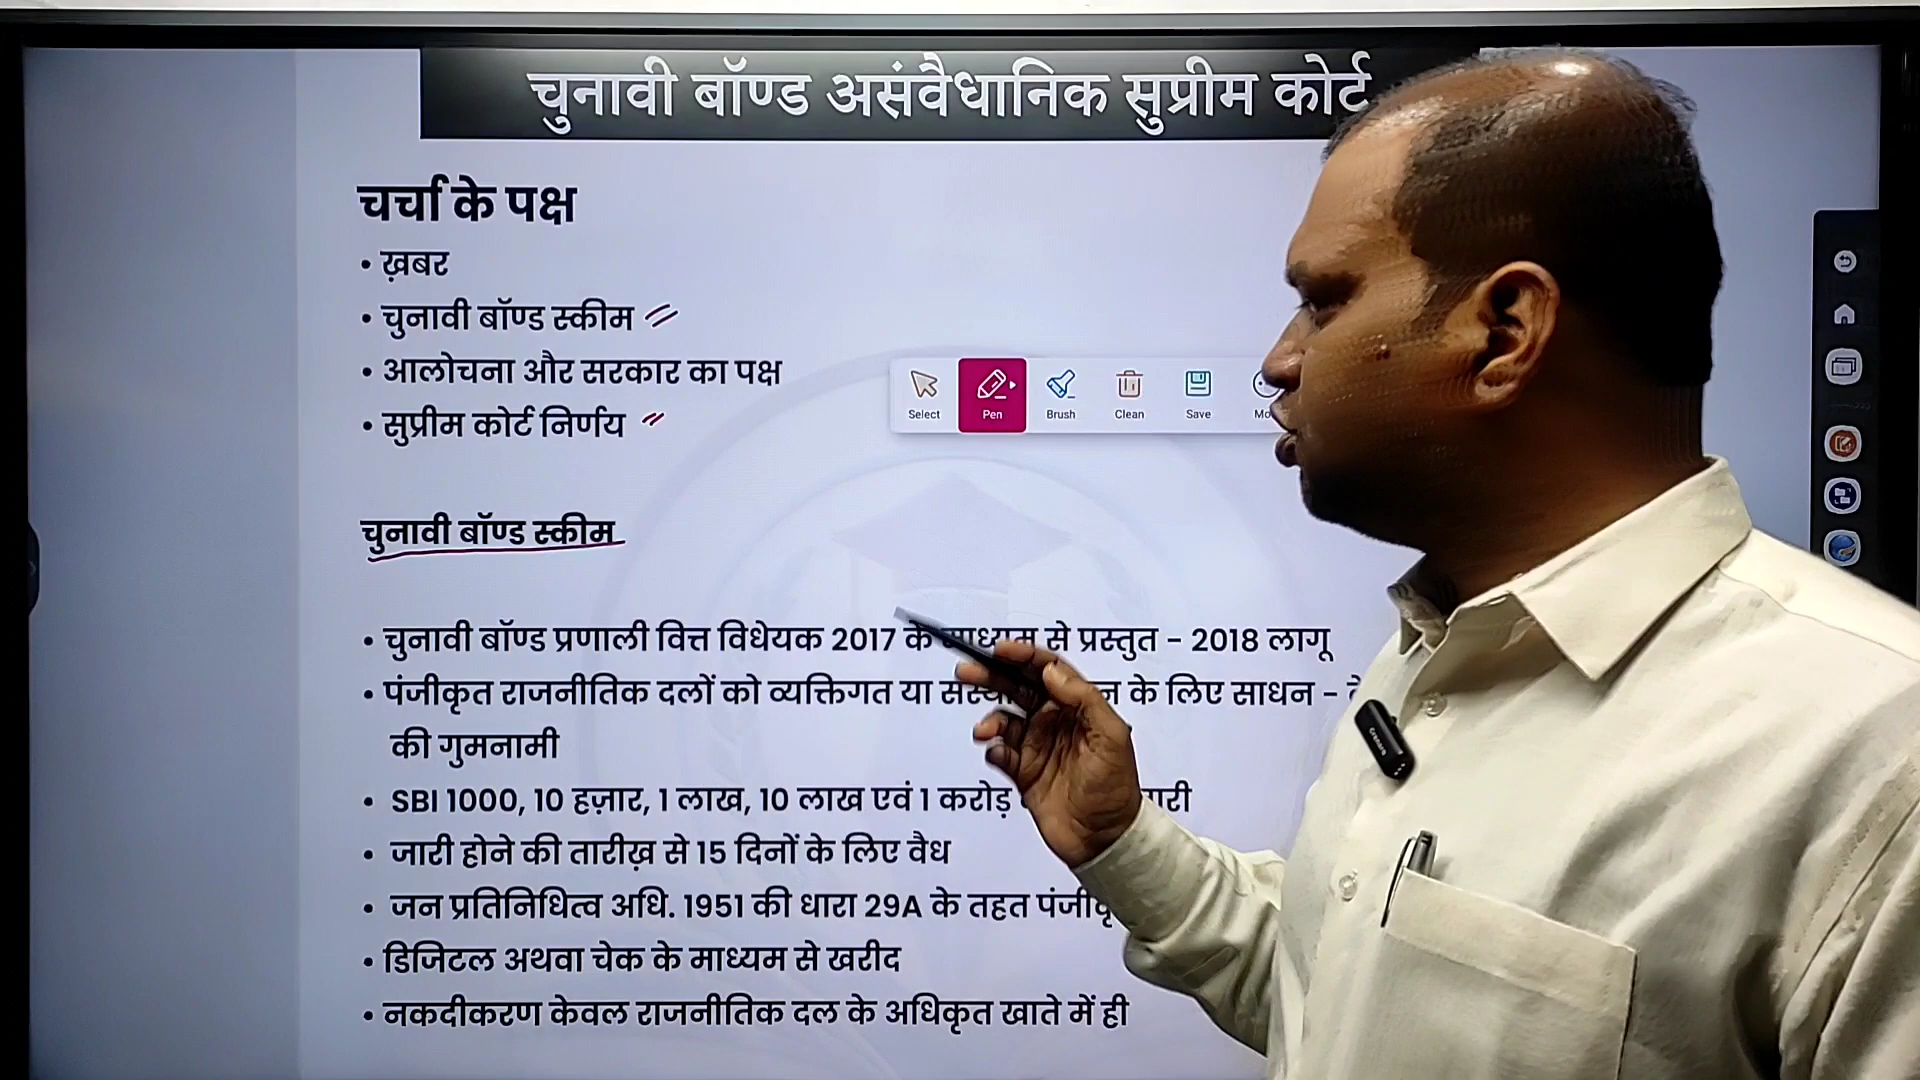 चुनावी बॉण्ड असंवैधानिक सुप्रीम कोर्ट
चर्चा के पक्ष
• ख़बर
• चुनावी बॉण्ड स्कीम
• आलोचना और सरकार का पक्ष
• सुप्रीम कोर्ट निर्णय
Select Pen Brush Clean Save
चुनावी बॉण्ड स्कीम
• चुनावी बॉण्ड प्रणाली वित्त विधेयक 2017 के माध्यम से प्रस्तुत - 2018 लागू
• पंजीकृत राजनीतिक दलों को व्यक्तिगत या के लिए साधन -
की गुमनामी
• SBI 1000, 10 हज़ार, 1 लाख, 10 लाख एवं 1 करोड़
• जारी होने की तारीख़ से 15 दिनों के लिए वैध
• जन प्रतिनिधित्व अधि. 1951 की धारा 29A के तहत
• डिजिटल अथवा चेक के माध्यम से खरीद
• नकदीकरण केवल राजनीतिक दल के अधिकृत खाते में ही